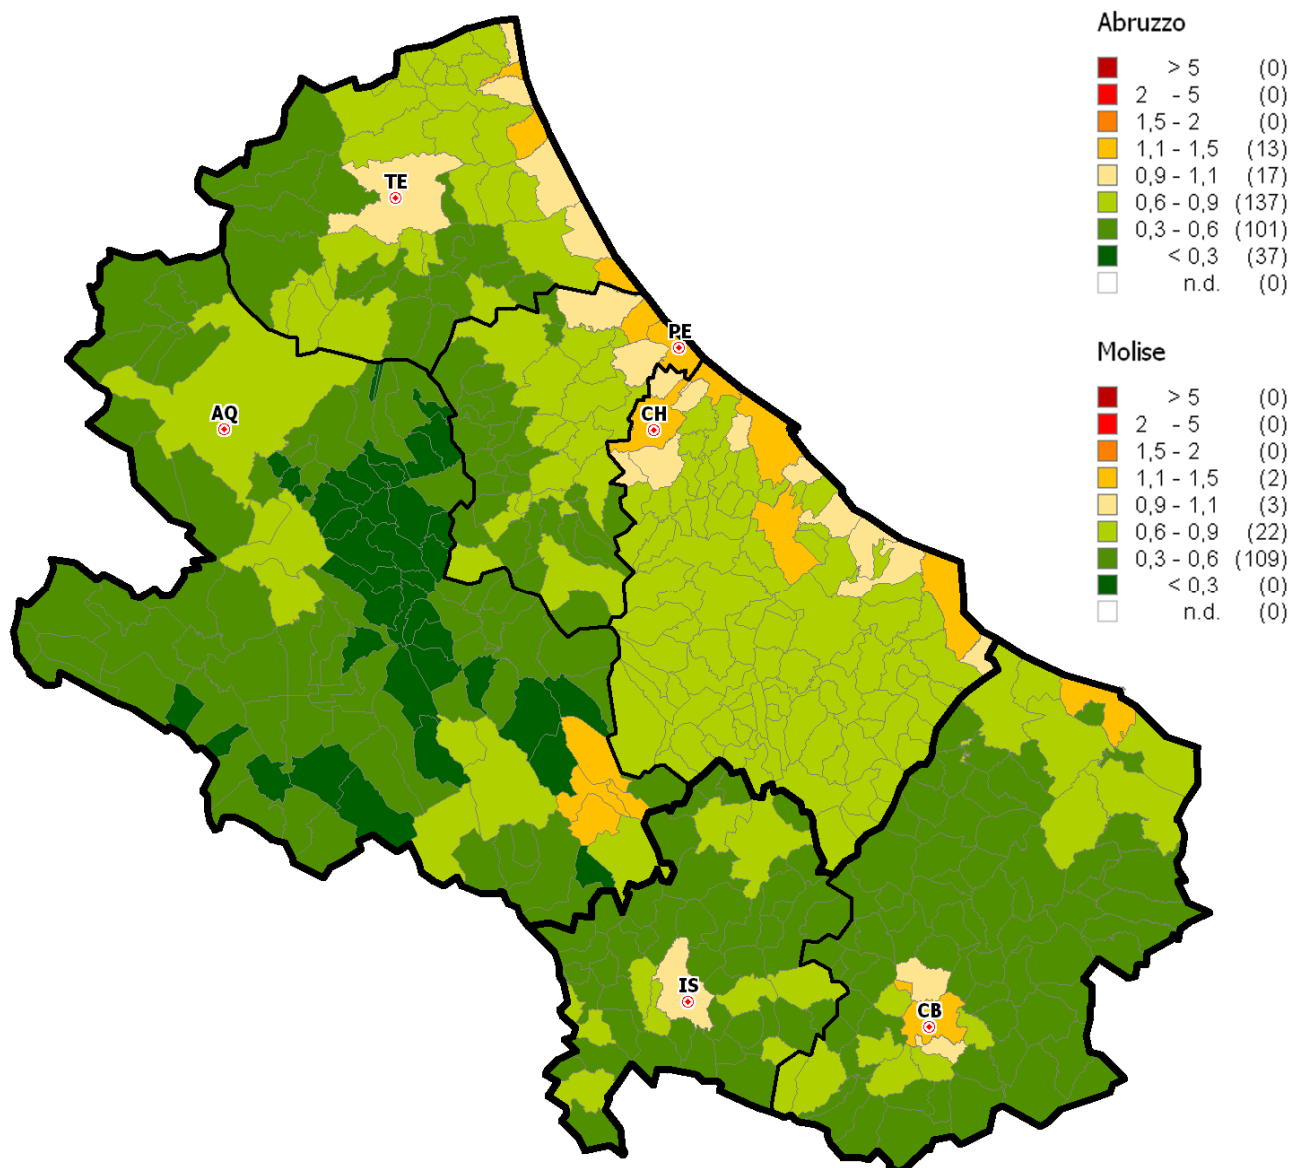 Abruzzo
> 5 (0)
2 - 5 (0)
1,5 - 2 (0)
1,1 - 1,5 (13)
0,9 - 1,1 (17)
0,6 - 0,9 (137)
0,3 - 0,6 (101)
< 0,3 (37)
n.d. (0)
Molise
> 5 (0)
2 - 5 (0)
1,5 - 2 (0)
1,1 - 1,5 (2)
0,9 - 1,1 (3)
0,6 - 0,9 (22)
0,3 - 0,6 (109)
< 0,3 (0)
n.d. (0)
TE
PE
AQ
CH
IS
CB